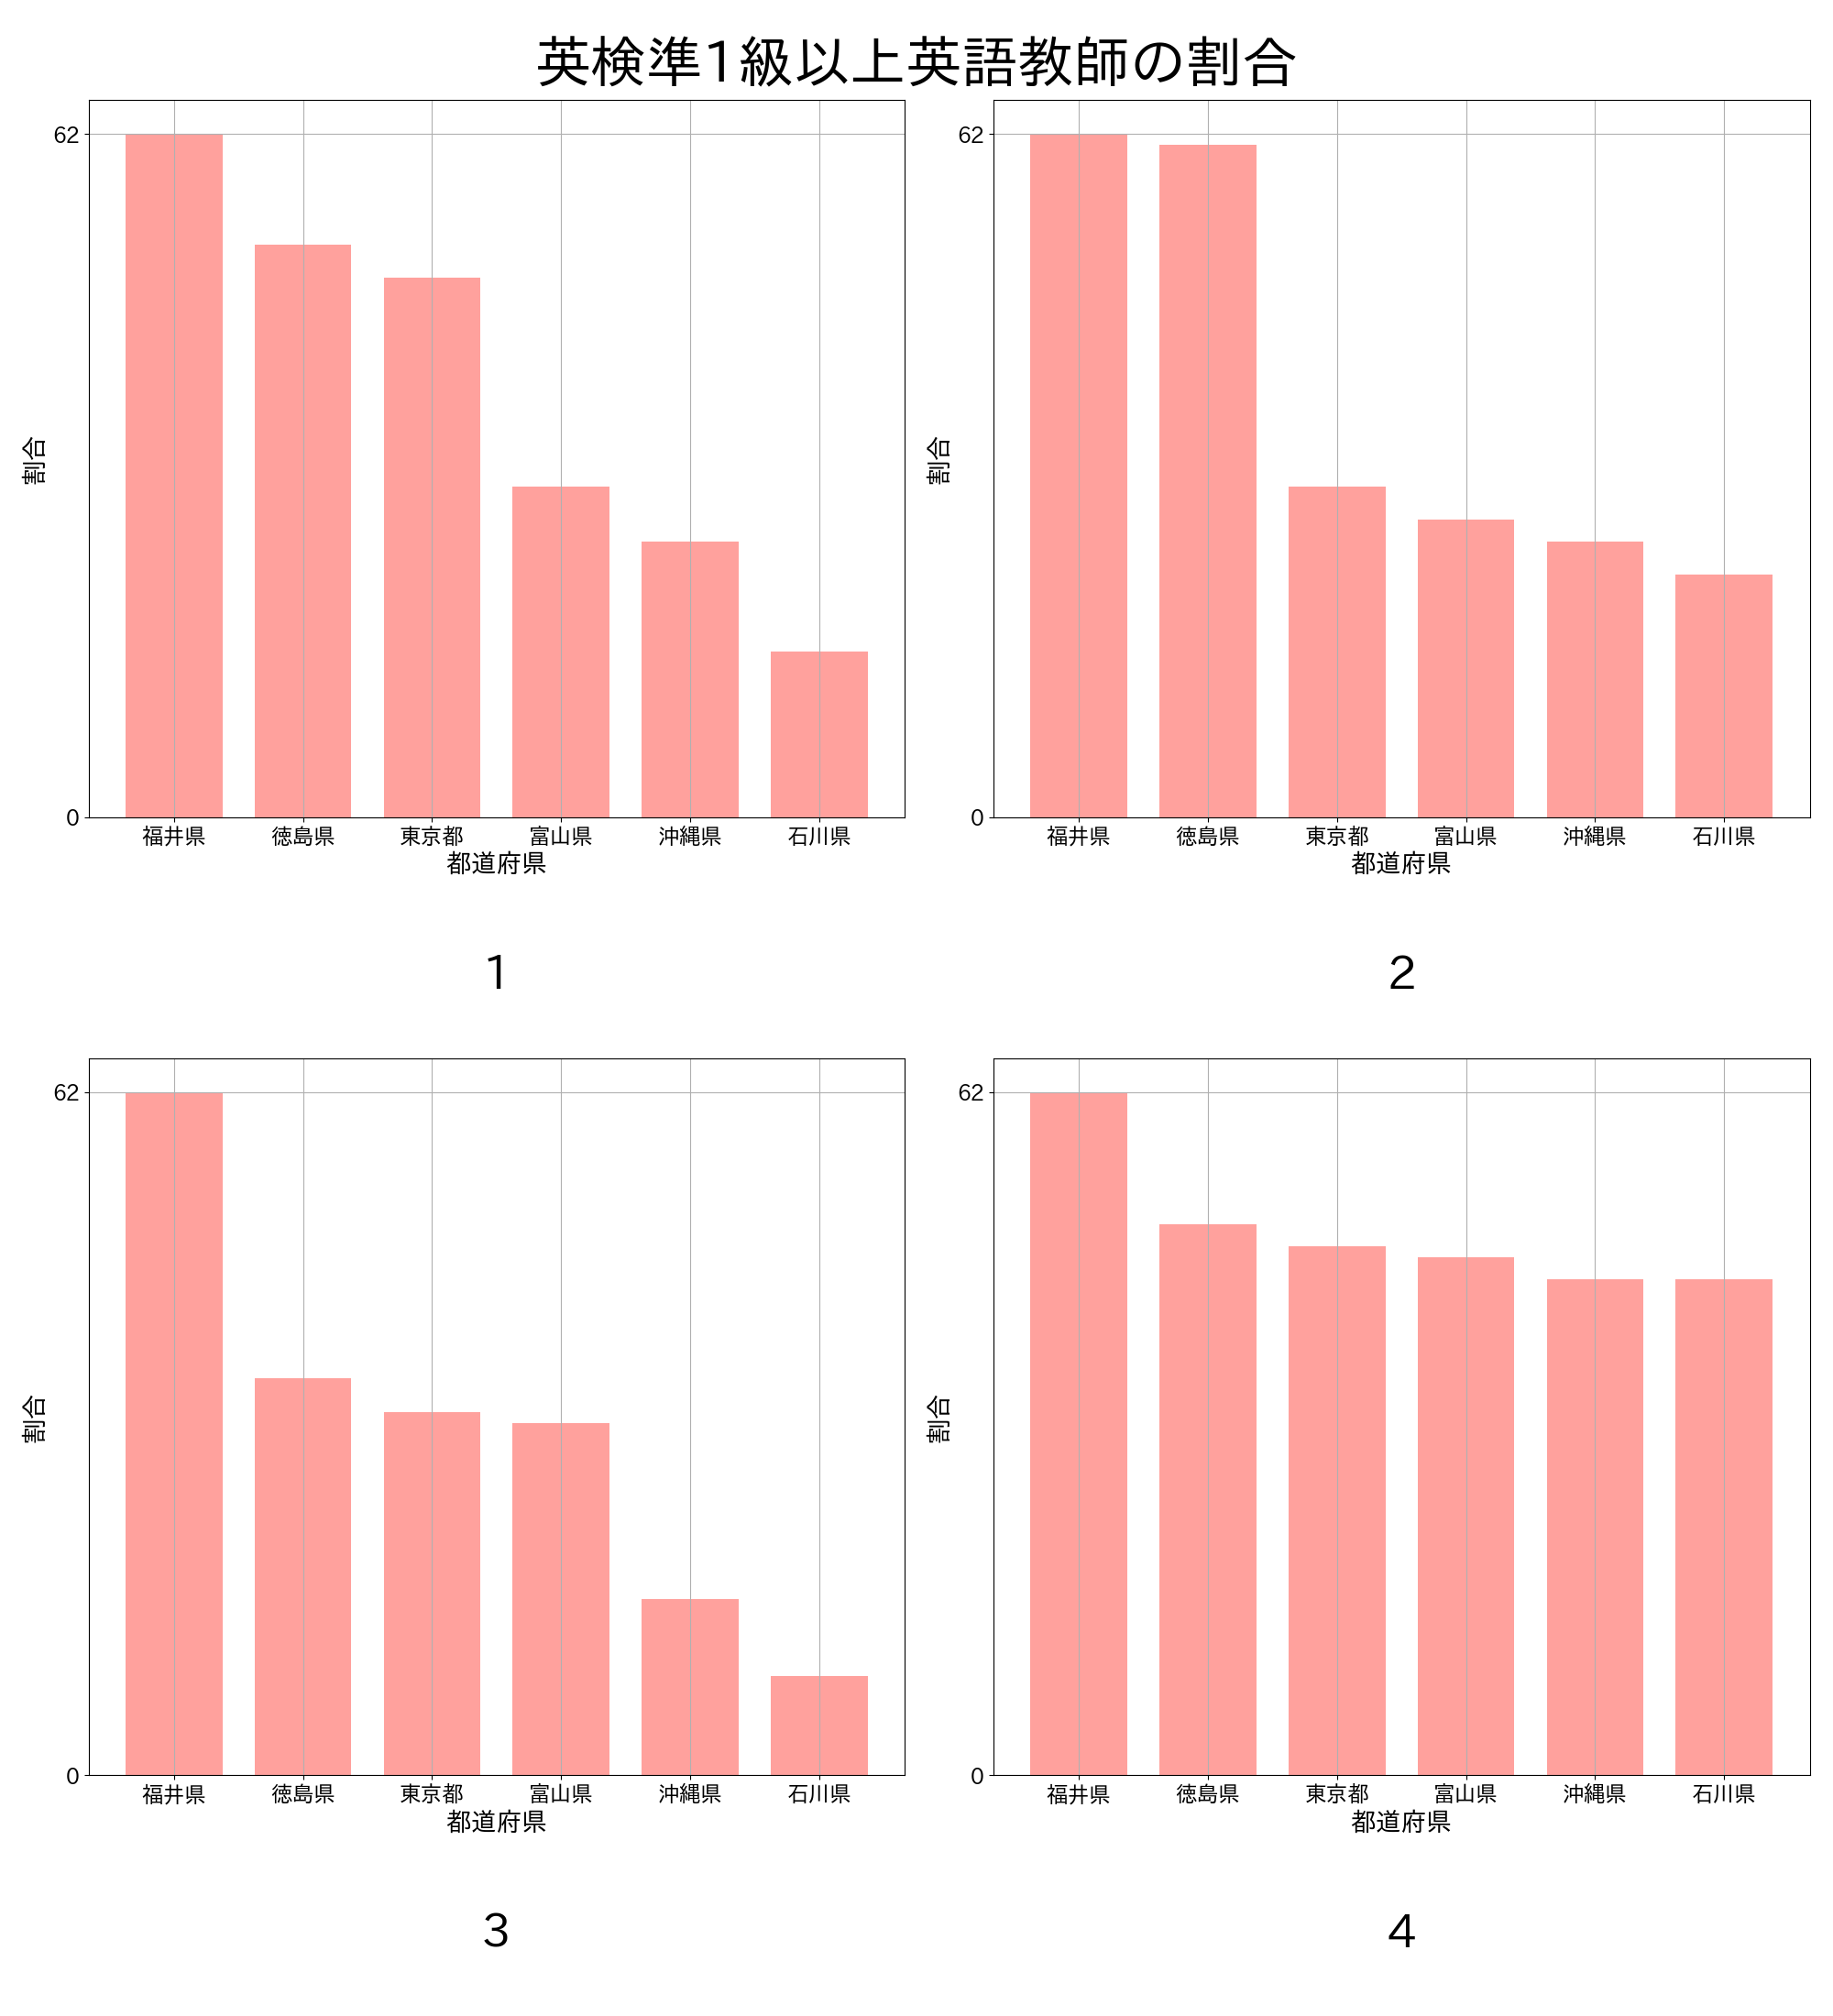 英検準1級以上英語教師の割合
62
0
割合
福井県 徳島県 東京都 富山県 沖縄県 石川県
都道府県
1
62
0
割合
福井県 徳島県 東京都 富山県 沖縄県 石川県
都道府県
2
62
0
割合
福井県 徳島県 東京都 富山県 沖縄県 石川県
都道府県
3
62
0
割合
福井県 徳島県 東京都 富山県 沖縄県 石川県
都道府県
4